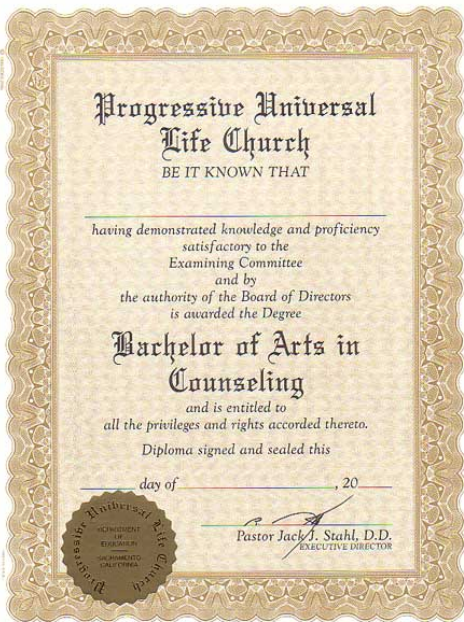 Progressive Universal
Life Church
BE IT KNOWN THAT
having demonstrated knowledge and proficiency
satisfactory to the
Examining Committee
and by
the authority of the Board of Directors
is awarded the Degree
Bachelor of Arts in
Counseling
and is entitled to
all the privileges and rights accorded thereto.
Diploma signed and sealed this
day of , 20
Pastor Jack J. Stahl, D.D.
EXECUTIVE DIRECTOR
Progressive Universal Life Church
DEPARTMENT
OF
EDUCATION
SACRAMENTO
CALIFORNIA